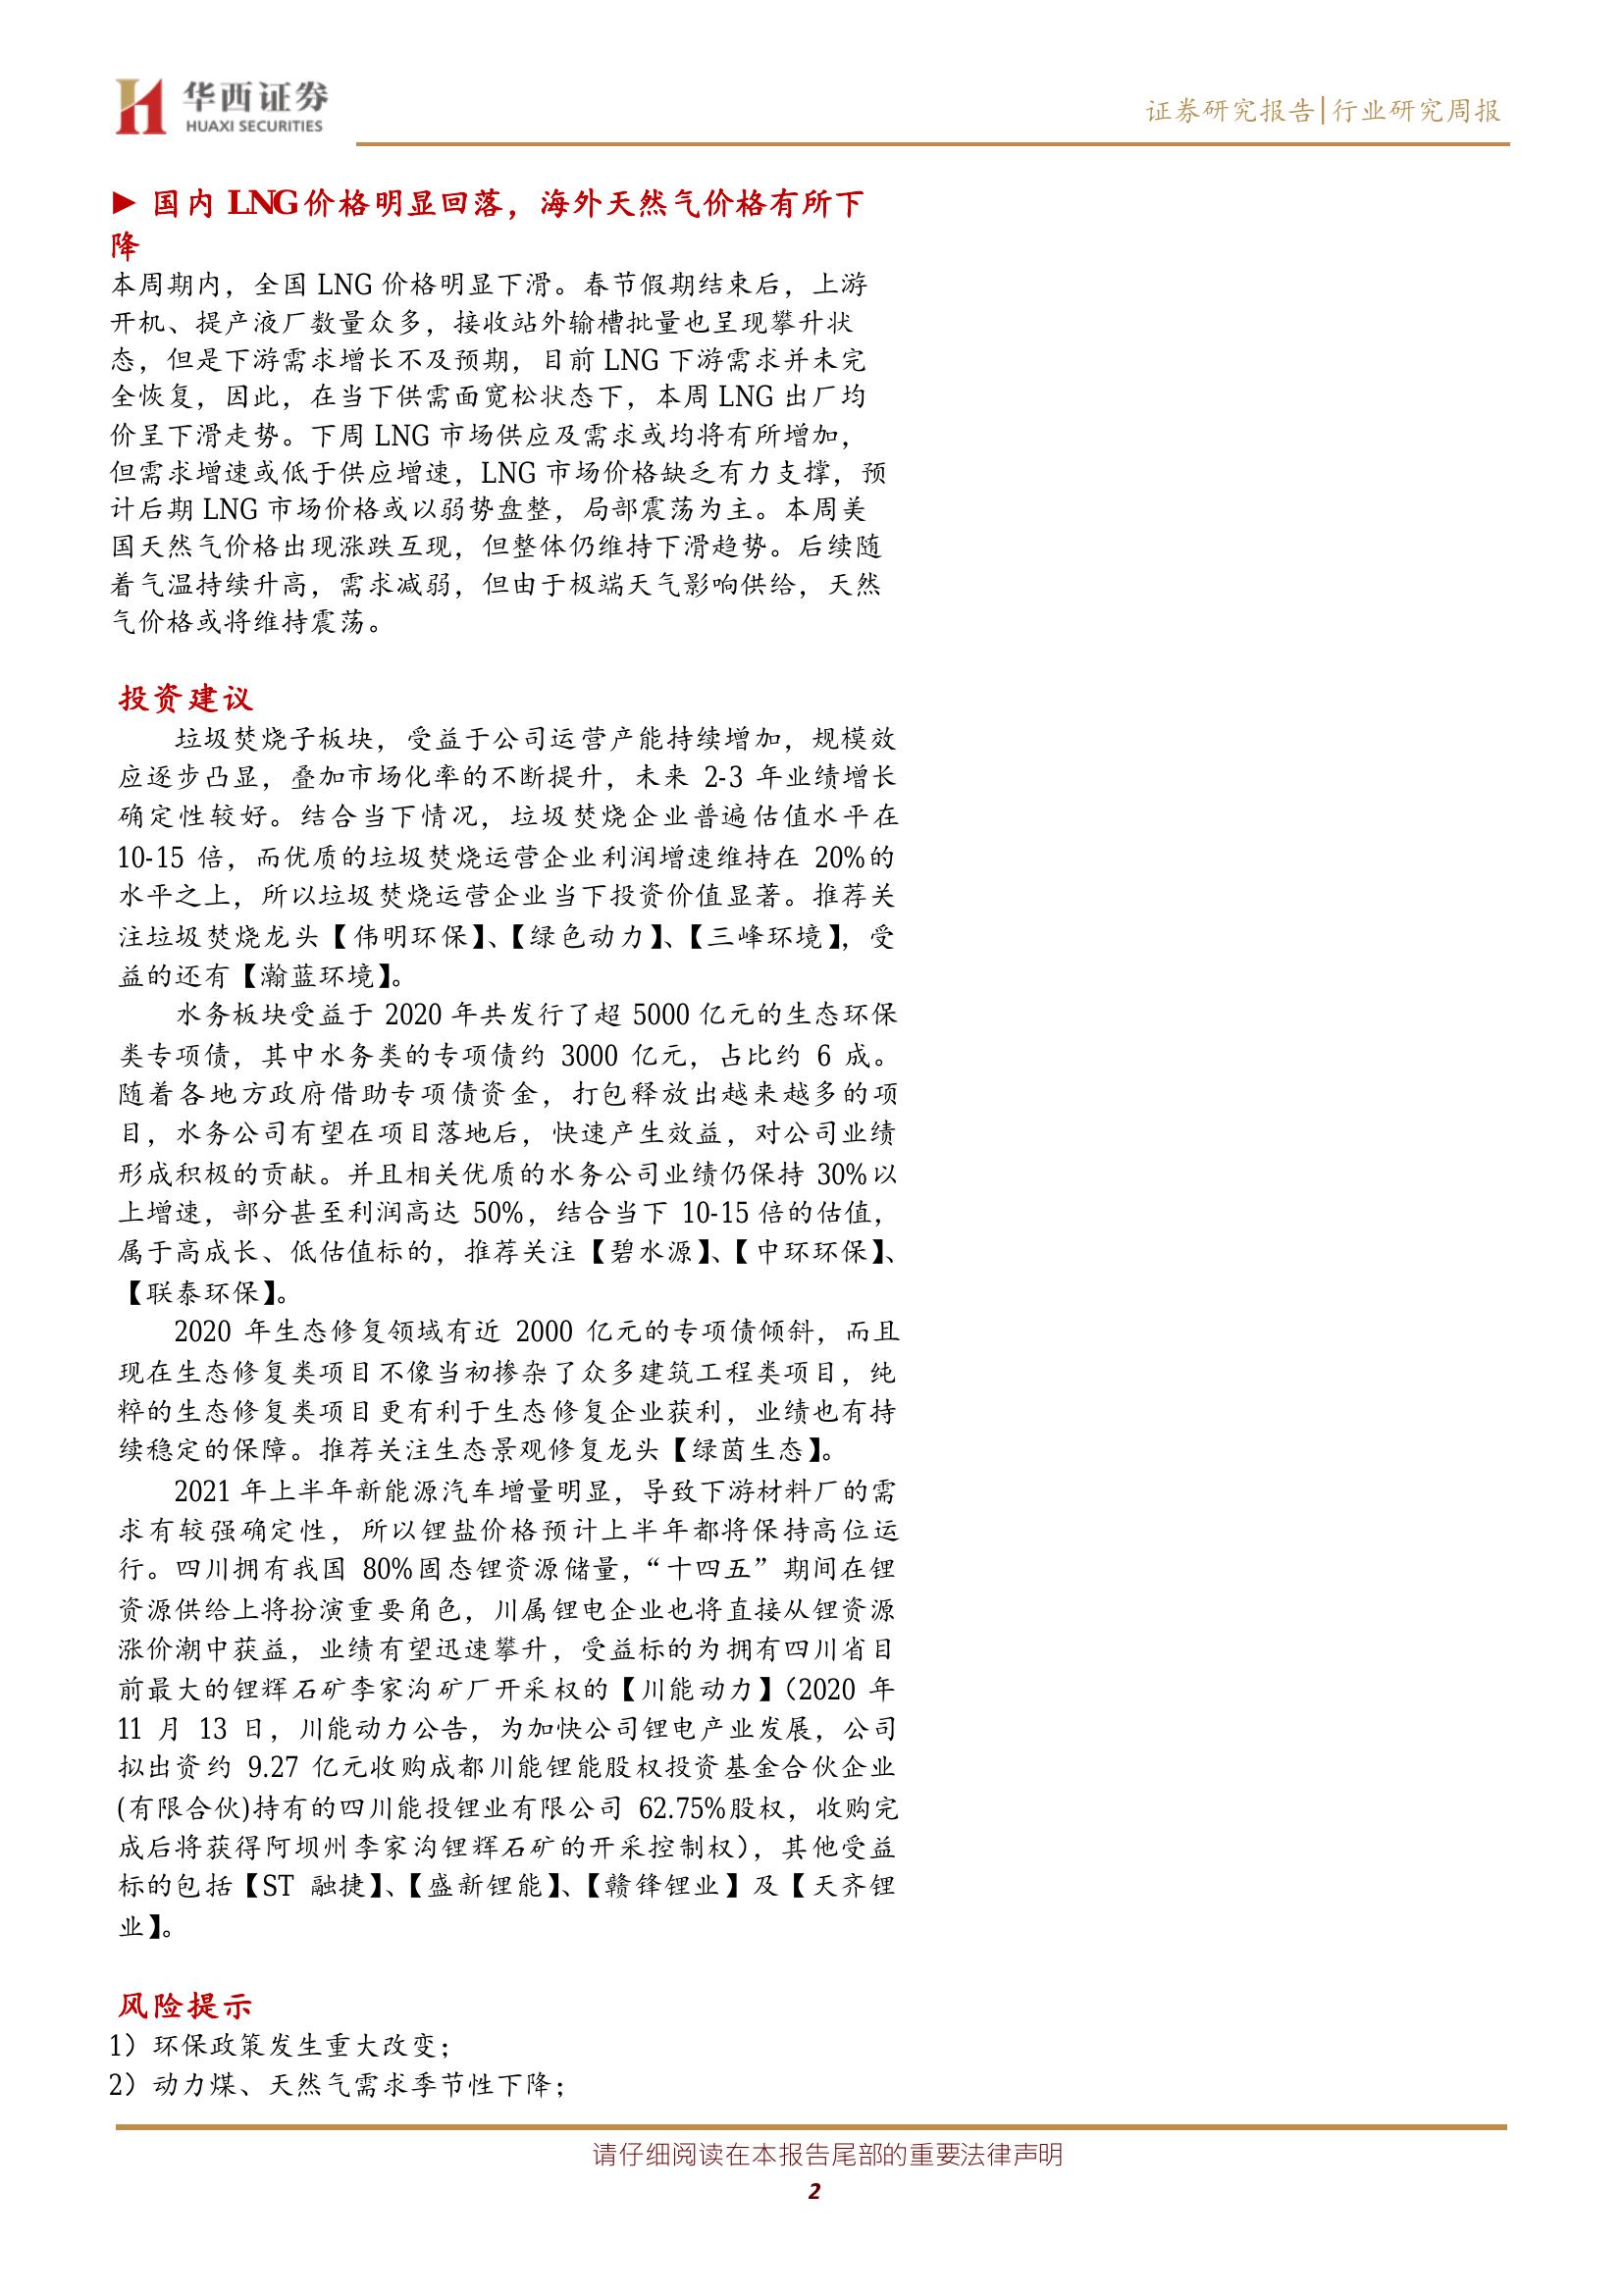 华西证券
HUAXI SECURITIES
证券研究报告|行业研究周报
► 国内 LNG 价格明显回落，海外天然气价格有所下
降
本周期内，全国 LNG 价格明显下滑。春节假期结束后，上游
开机、提产液厂数量众多，接收站外输槽批量也呈现攀升状
态，但是下游需求增长不及预期，目前 LNG 下游需求并未完
全恢复，因此，在当下供需面宽松状态下，本周 LNG 出厂均
价呈下滑走势。下周 LNG 市场供应及需求或均将有所增加，
但需求增速或低于供应增速，LNG 市场价格缺乏有力支撑，预
计后期 LNG 市场价格或以弱势盘整，局部震荡为主。本周美
国天然气价格出现涨跌互现，但整体仍维持下滑趋势。后续随
着气温持续升高，需求减弱，但由于极端天气影响供给，天然
气价格或将维持震荡。
投资建议
垃圾焚烧子板块，受益于公司运营产能持续增加，规模效
应逐步凸显，叠加市场化率的不断提升，未来 2-3 年业绩增长
确定性较好。结合当下情况，垃圾焚烧企业普遍估值水平在
10-15 倍，而优质的垃圾焚烧运营企业利润增速维持在 20%的
水平之上，所以垃圾焚烧运营企业当下投资价值显著。推荐关
注垃圾焚烧龙头【伟明环保】、【绿色动力】、【三峰环境】，受
益的还有【瀚蓝环境】。
水务板块受益于 2020 年共发行了超 5000 亿元的生态环保
类专项债，其中水务类的专项债约 3000 亿元，占比约 6 成。
随着各地方政府借助专项债资金，打包释放出越来越多的项
目，水务公司有望在项目落地后，快速产生效益，对公司业绩
形成积极的贡献。并且相关优质的水务公司业绩仍保持 30%以
上增速，部分甚至利润高达 50%，结合当下 10-15 倍的估值，
属于高成长、低估值标的，推荐关注【碧水源】、【中环环保】、
【联泰环保】。
2020 年生态修复领域有近 2000 亿元的专项债倾斜，而且
现在生态修复类项目不像当初掺杂了众多建筑工程类项目，纯
粹的生态修复类项目更有利于生态修复企业获利，业绩也有持
续稳定的保障。推荐关注生态景观修复龙头【绿茵生态】。
2021 年上半年新能源汽车增量明显，导致下游材料厂的需
求有较强确定性，所以锂盐价格预计上半年都将保持高位运
行。四川拥有我国 80%固态锂资源储量，“十四五”期间在锂
资源供给上将扮演重要角色，川属锂电企业也将直接从锂资源
涨价潮中获益，业绩有望迅速攀升，受益标的为拥有四川省目
前最大的锂辉石矿李家沟矿厂开采权的【川能动力】（2020 年
11 月 13 日，川能动力公告，为加快公司锂电产业发展，公司
拟出资约 9.27 亿元收购成都川能锂能股权投资基金合伙企业
(有限合伙)持有的四川能投锂业有限公司 62.75%股权，收购完
成后将获得阿坝州李家沟锂辉石矿的开采控制权），其他受益
标的包括【ST 融捷】、【盛新锂能】、【赣锋锂业】及【天齐锂
业】。
风险提示
1）环保政策发生重大改变；
2）动力煤、天然气需求季节性下降；
请仔细阅读在本报告尾部的重要法律声明
2